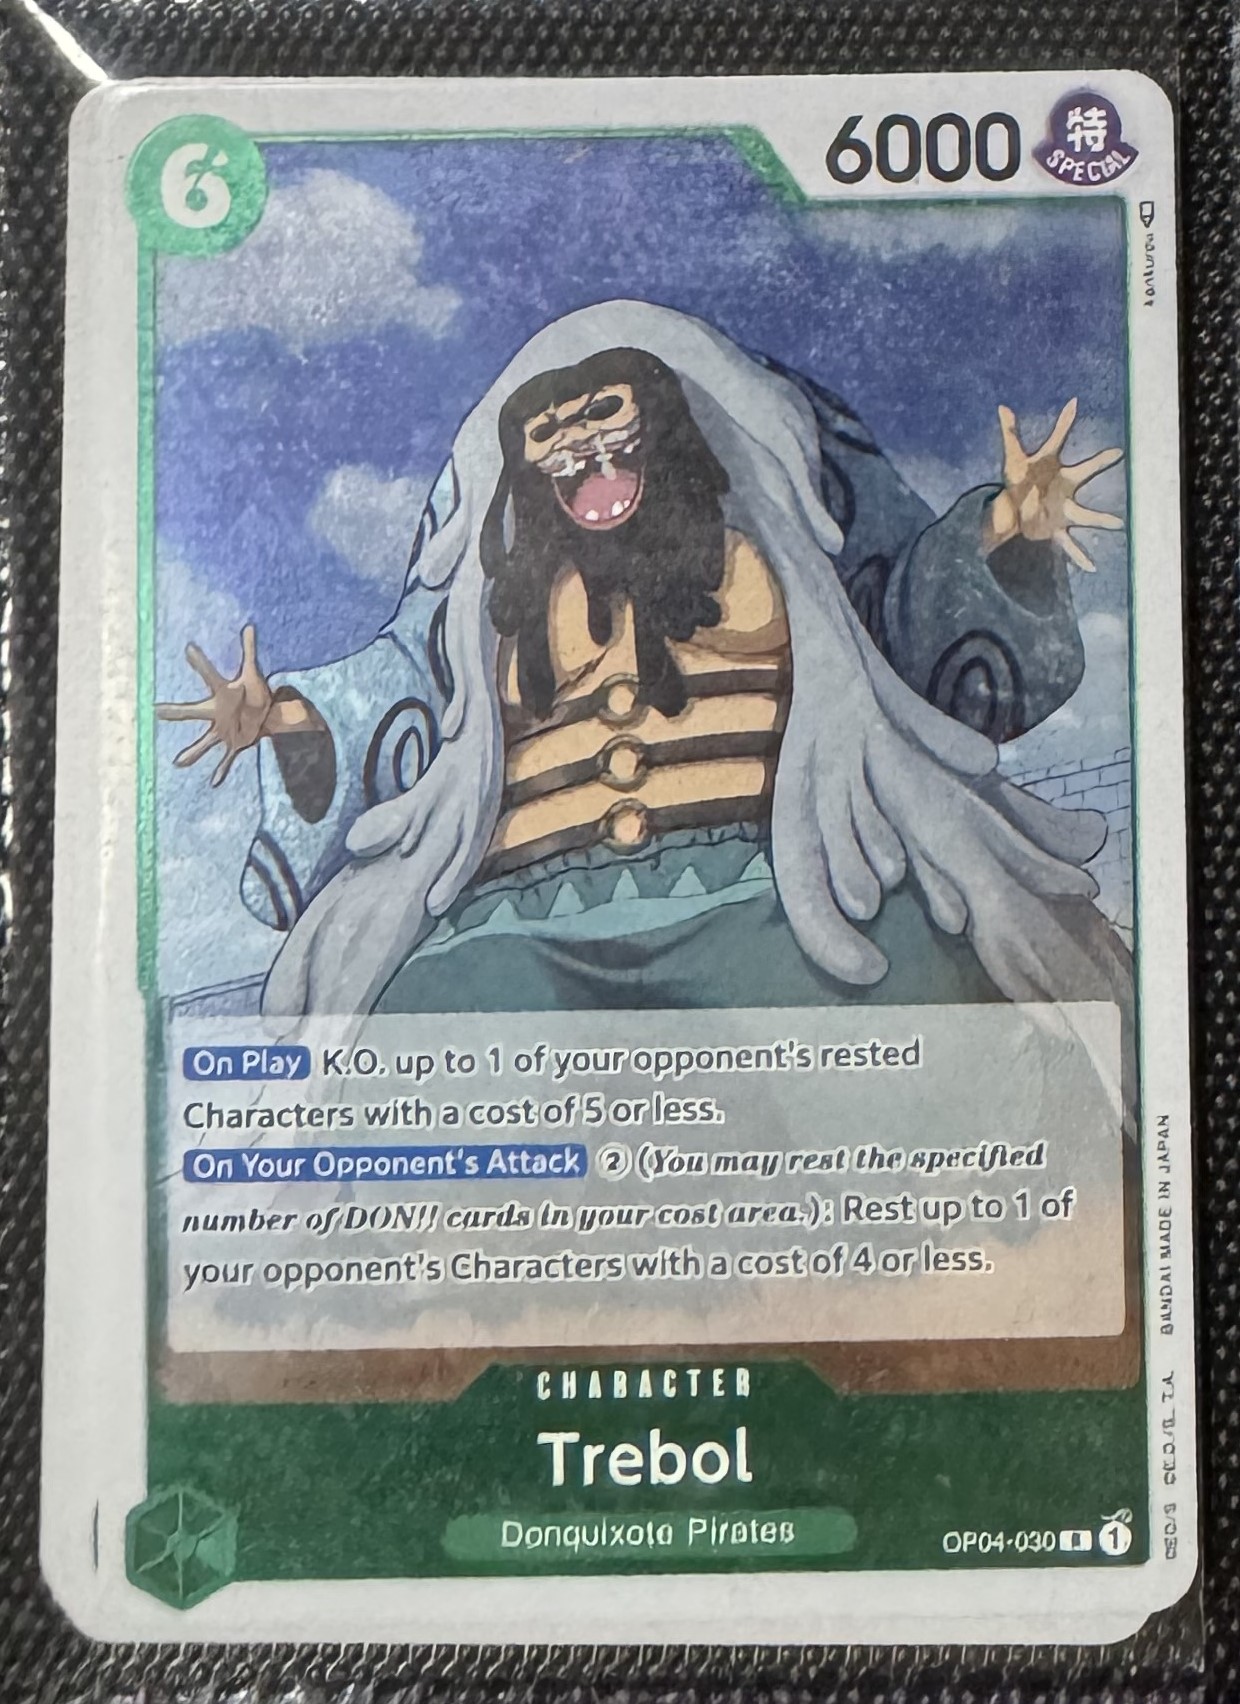 6
6000
特
SPECIAL
On Play K.O. up to 1 of your opponent's rested
Characters with a cost of 5 or less.
On Your Opponent's Attack ② (You may rest the specified
number of DON!! cards in your cost area.): Rest up to 1 of
your opponent's Characters with a cost of 4 or less.
CHARACTER
Trebol
Donquixote Pirates
OP04-030 R 1
BANDAI MADE IN JAPAN